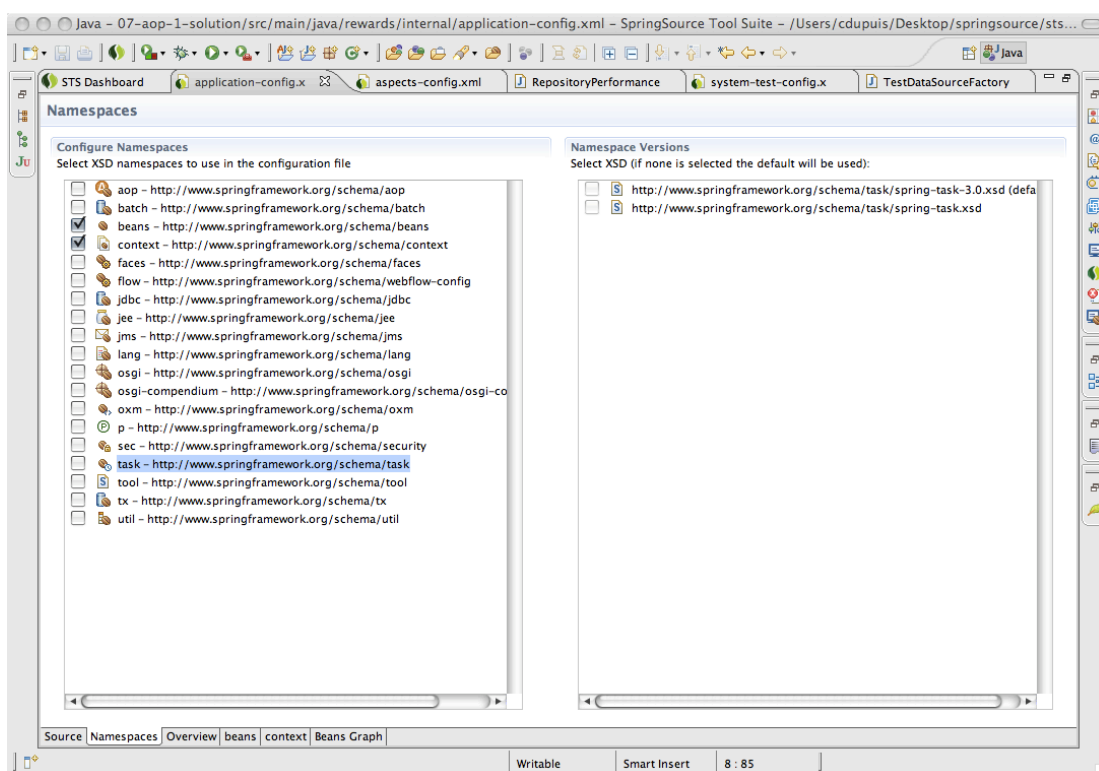 Java - 07-aop-1-solution/src/main/java/rewards/internal/application-config.xml - SpringSource Tool Suite - /Users/cdupuis/Desktop/springsource/sts...
Java
STS Dashboard application-config.x aspects-config.xml RepositoryPerformance system-test-config.x TestDataSourceFactory
Namespaces
Configure Namespaces
Select XSD namespaces to use in the configuration file
aop - http://www.springframework.org/schema/aop
batch - http://www.springframework.org/schema/batch
beans - http://www.springframework.org/schema/beans
context - http://www.springframework.org/schema/context
faces - http://www.springframework.org/schema/faces
flow - http://www.springframework.org/schema/webflow-config
jdbc - http://www.springframework.org/schema/jdbc
jee - http://www.springframework.org/schema/jee
jms - http://www.springframework.org/schema/jms
lang - http://www.springframework.org/schema/lang
osgi - http://www.springframework.org/schema/osgi
osgi-compendium - http://www.springframework.org/schema/osgi-co
oxm - http://www.springframework.org/schema/oxm
p - http://www.springframework.org/schema/p
sec - http://www.springframework.org/schema/security
task - http://www.springframework.org/schema/task
tool - http://www.springframework.org/schema/tool
tx - http://www.springframework.org/schema/tx
util - http://www.springframework.org/schema/util
Namespace Versions
Select XSD (if none is selected the default will be used):
http://www.springframework.org/schema/task/spring-task-3.0.xsd (defa
http://www.springframework.org/schema/task/spring-task.xsd
Source Namespaces Overview beans context Beans Graph
Writable Smart Insert 8 : 85